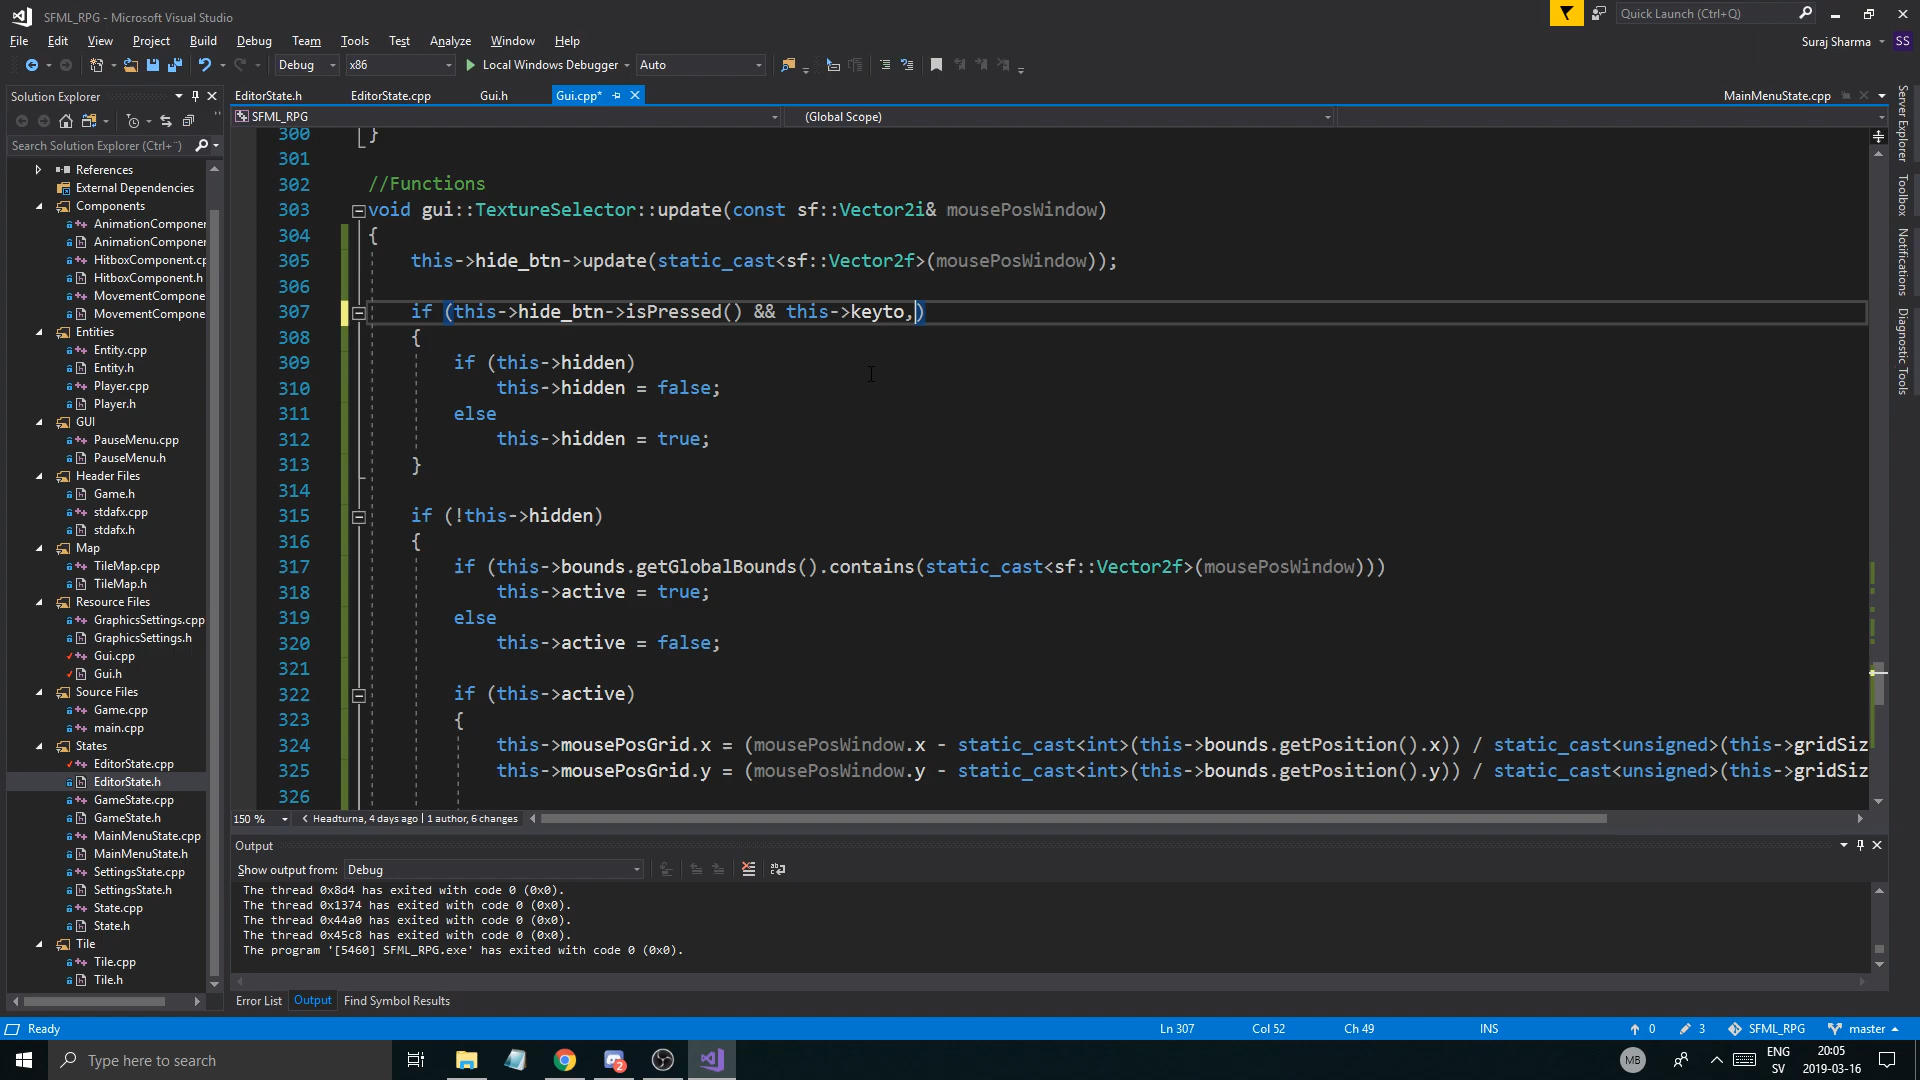 SFML_RPG - Microsoft Visual Studio
Quick Launch (Ctrl+Q)
File Edit View Project Build Debug Team Tools Test Analyze Window Help
Suraj Sharma SS
Debug x86 Local Windows Debugger Auto
Solution Explorer
EditorState.h EditorState.cpp Gui.h Gui.cpp* MainMenuState.cpp
SFML_RPG (Global Scope)
Search Solution Explorer (Ctrl+¨)
References
External Dependencies
Components
AnimationComponer
AnimationComponer
HitboxComponent.cp
HitboxComponent.h
MovementCompone
MovementCompone
Entities
Entity.cpp
Entity.h
Player.cpp
Player.h
GUI
PauseMenu.cpp
PauseMenu.h
Header Files
Game.h
stdafx.cpp
stdafx.h
Map
TileMap.cpp
TileMap.h
Resource Files
GraphicsSettings.cpp
GraphicsSettings.h
Gui.cpp
Gui.h
Source Files
Game.cpp
main.cpp
States
EditorState.cpp
EditorState.h
GameState.cpp
GameState.h
MainMenuState.cpp
MainMenuState.h
SettingsState.cpp
SettingsState.h
State.cpp
State.h
Tile
Tile.cpp
Tile.h
300 }
301
302 //Functions
303 void gui::TextureSelector::update(const sf::Vector2i& mousePosWindow)
304 {
305 this->hide_btn->update(static_cast<sf::Vector2f>(mousePosWindow));
306
307 if (this->hide_btn->isPressed() && this->keyto,)
308 {
309 if (this->hidden)
310 this->hidden = false;
311 else
312 this->hidden = true;
313 }
314
315 if (!this->hidden)
316 {
317 if (this->bounds.getGlobalBounds().contains(static_cast<sf::Vector2f>(mousePosWindow)))
318 this->active = true;
319 else
320 this->active = false;
321
322 if (this->active)
323 {
324 this->mousePosGrid.x = (mousePosWindow.x - static_cast<int>(this->bounds.getPosition().x)) / static_cast<unsigned>(this->gridSiz
325 this->mousePosGrid.y = (mousePosWindow.y - static_cast<int>(this->bounds.getPosition().y)) / static_cast<unsigned>(this->gridSiz
326
150 % Headturna, 4 days ago | 1 author, 6 changes
Output
Show output from: Debug
The thread 0x8d4 has exited with code 0 (0x0).
The thread 0x1374 has exited with code 0 (0x0).
The thread 0x44a0 has exited with code 0 (0x0).
The thread 0x45c8 has exited with code 0 (0x0).
The program '[5460] SFML_RPG.exe' has exited with code 0 (0x0).
Error List Output Find Symbol Results
Server Explorer
Toolbox
Notifications
Diagnostic Tools
Ready Ln 307 Col 52 Ch 49 INS 0 3 SFML_RPG master
Type here to search
2
MB
ENG
SV
20:05
2019-03-16